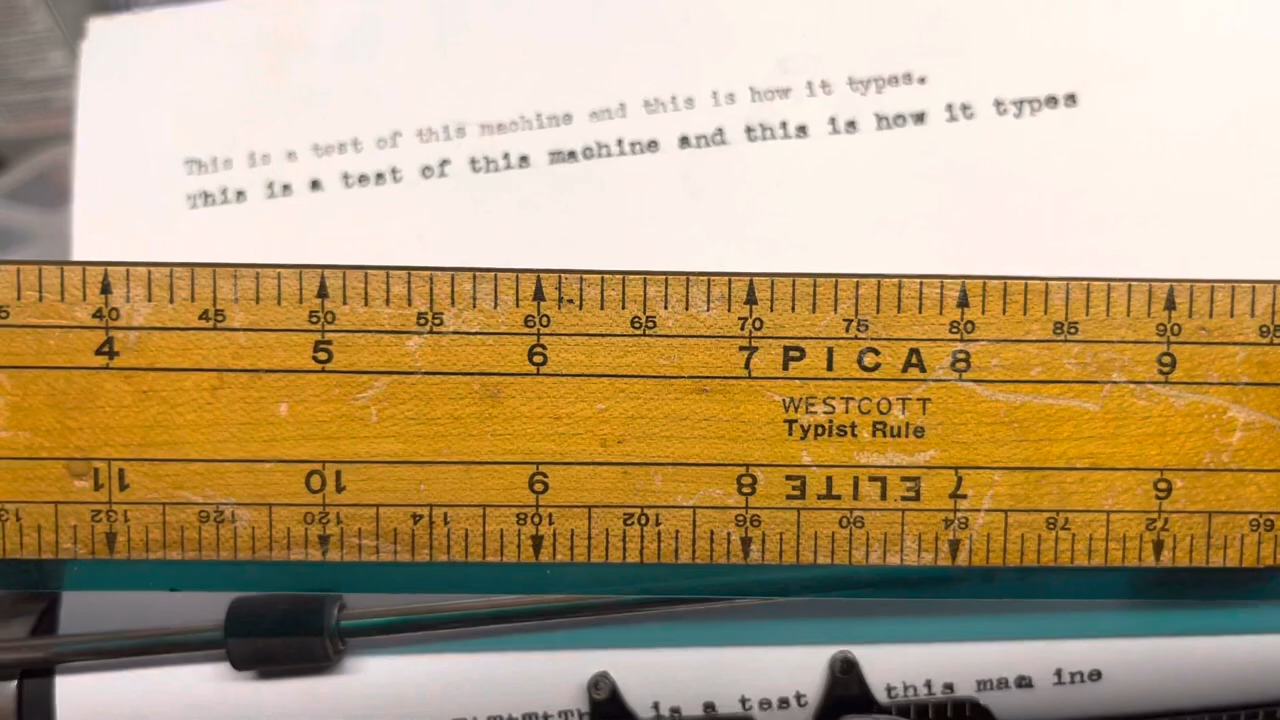 This is a test of this machine and this is how it types.
This is a test of this machine and this is how it types
40 45 50 55 60 65 70 75 80 85 90
4 5 6 7 PICA 8 9
WESTCOTT
Typist Rule
11 10 9 8 ELITE 7 6
132 126 120 114 108 102 96 90 84 78 72 66
is a test this maa ine